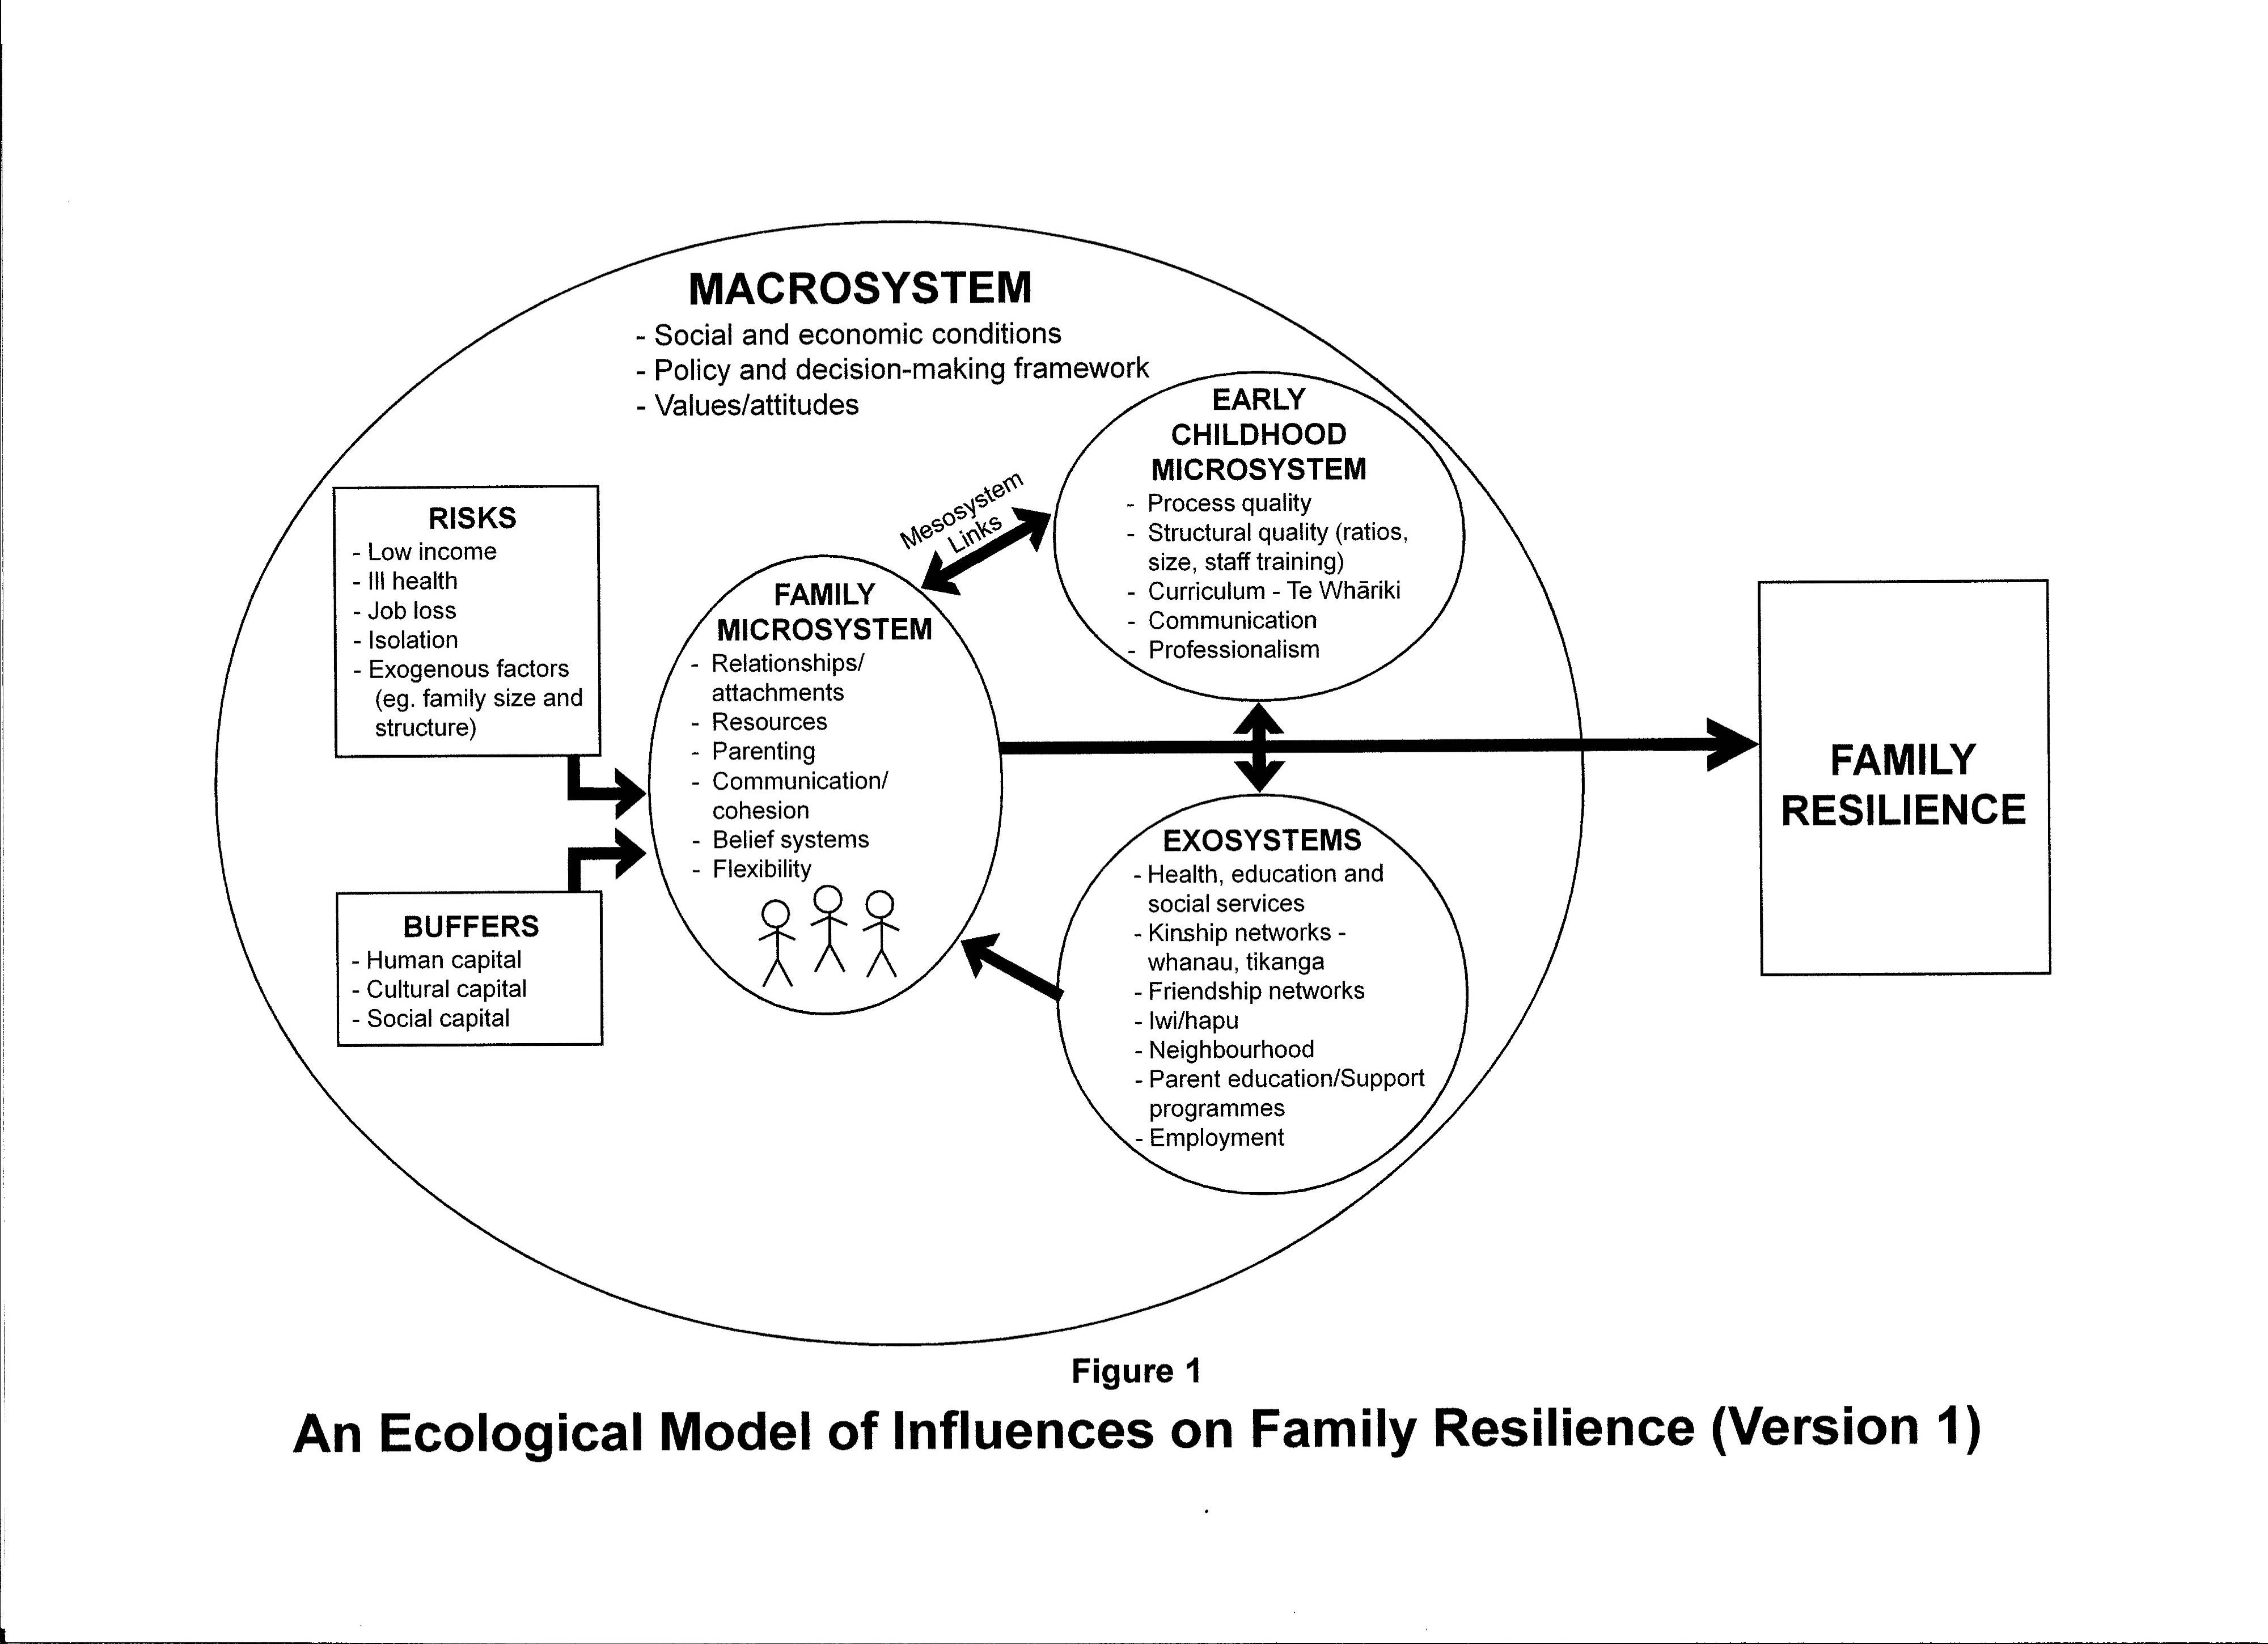 MACROSYSTEM
- Social and economic conditions
- Policy and decision-making framework
- Values/attitudes
RISKS
- Low income
- Ill health
- Job loss
- Isolation
- Exogenous factors
(eg. family size and
structure)
BUFFERS
- Human capital
- Cultural capital
- Social capital
FAMILY
MICROSYSTEM
- Relationships/
attachments
- Resources
- Parenting
- Communication/
cohesion
- Belief systems
- Flexibility
Mesosystem
Links
EARLY
CHILDHOOD
MICROSYSTEM
- Process quality
- Structural quality (ratios,
size, staff training)
- Curriculum - Te Whāriki
- Communication
- Professionalism
EXOSYSTEMS
- Health, education and
social services
- Kinship networks -
whanau, tikanga
- Friendship networks
- Iwi/hapu
- Neighbourhood
- Parent education/Support
programmes
- Employment
FAMILY
RESILIENCE
Figure 1
An Ecological Model of Influences on Family Resilience (Version 1)